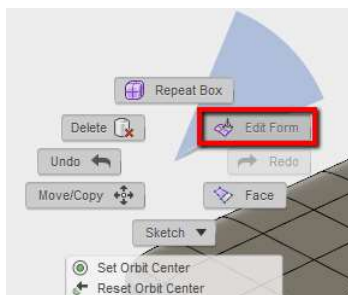 Repeat Box
Delete
Edit Form
Undo
Redo
Move/Copy
Face
Sketch
Set Orbit Center
Reset Orbit Center